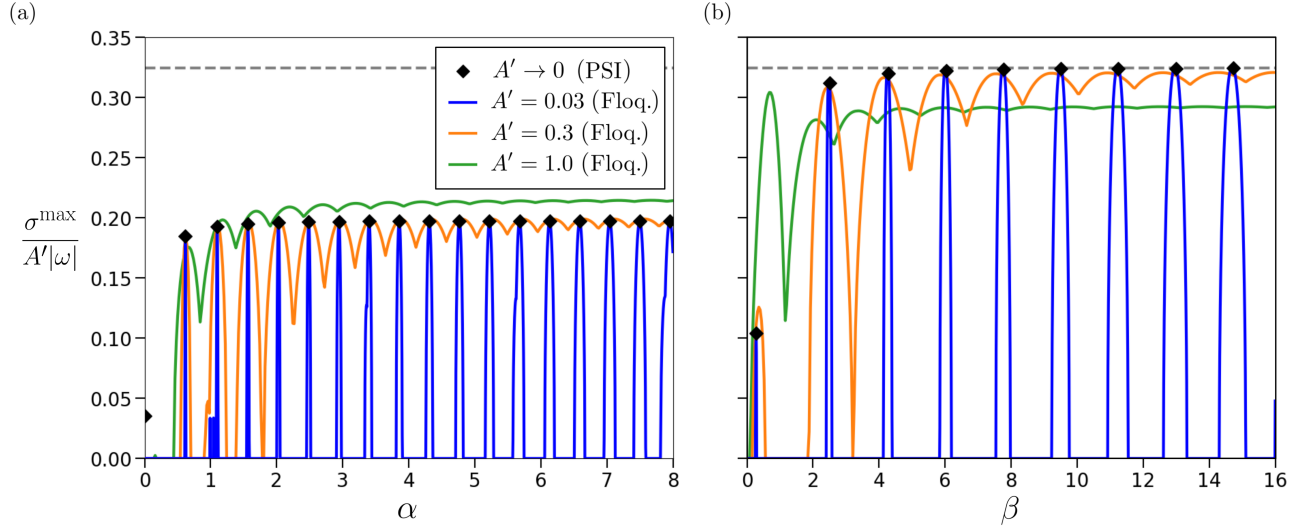 (a)
(b)
0.35
0.30
0.25
0.20
0.15
0.10
0.05
0.00
σ^max / A′|ω|
A′ → 0 (PSI)
A′ = 0.03 (Floq.)
A′ = 0.3 (Floq.)
A′ = 1.0 (Floq.)
0 1 2 3 4 5 6 7 8
α
0 2 4 6 8 10 12 14 16
β